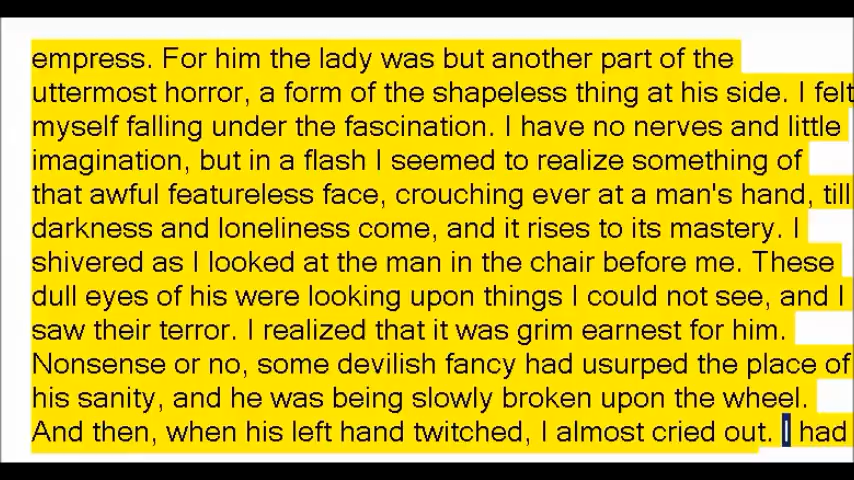 empress. For him the lady was but another part of the
uttermost horror, a form of the shapeless thing at his side. I felt
myself falling under the fascination. I have no nerves and little
imagination, but in a flash I seemed to realize something of
that awful featureless face, crouching ever at a man's hand, till
darkness and loneliness come, and it rises to its mastery. I
shivered as I looked at the man in the chair before me. These
dull eyes of his were looking upon things I could not see, and I
saw their terror. I realized that it was grim earnest for him.
Nonsense or no, some devilish fancy had usurped the place of
his sanity, and he was being slowly broken upon the wheel.
And then, when his left hand twitched, I almost cried out. I had